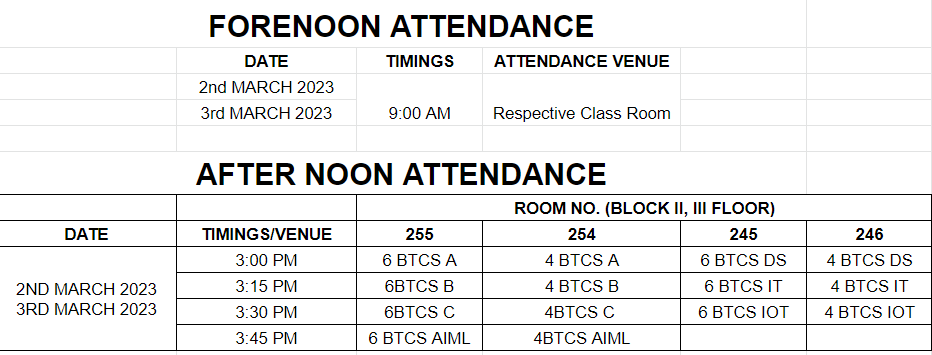 FORENOON ATTENDANCE
DATE TIMINGS ATTENDANCE VENUE
2nd MARCH 2023
3rd MARCH 2023 9:00 AM Respective Class Room
AFTER NOON ATTENDANCE
ROOM NO. (BLOCK II, III FLOOR)
DATE TIMINGS/VENUE 255 254 245 246
3:00 PM 6 BTCS A 4 BTCS A 6 BTCS DS 4 BTCS DS
2ND MARCH 2023
3RD MARCH 2023
3:15 PM 6BTCS B 4 BTCS B 6 BTCS IT 4 BTCS IT
3:30 PM 6BTCS C 4BTCS C 6 BTCS IOT 4 BTCS IOT
3:45 PM 6 BTCS AIML 4BTCS AIML